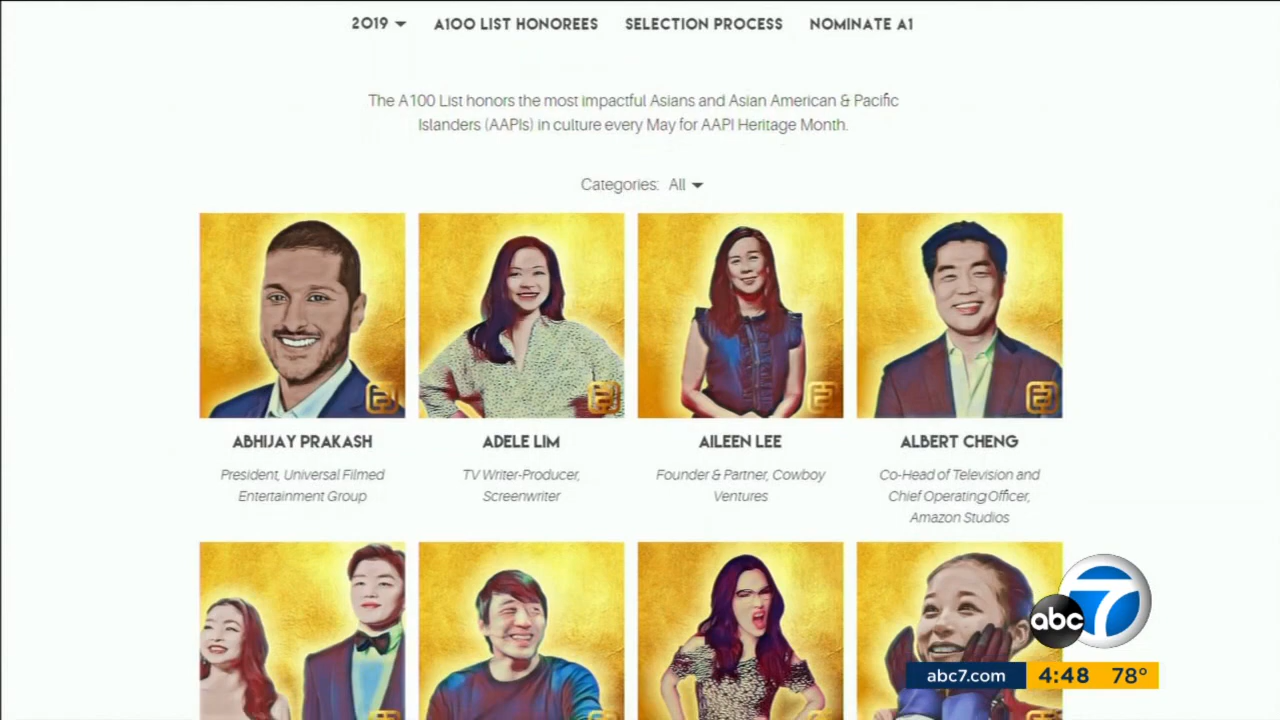 2019 A100 LIST HONOREES SELECTION PROCESS NOMINATE A1
The A100 List honors the most impactful Asians and Asian American & Pacific
Islanders (AAPIs) in culture every May for AAPI Heritage Month.
Categories: All
ABHIJAY PRAKASH
President, Universal Filmed
Entertainment Group
ADELE LIM
TV Writer-Producer,
Screenwriter
AILEEN LEE
Founder & Partner, Cowboy
Ventures
ALBERT CHENG
Co-Head of Television and
Chief Operating Officer,
Amazon Studios
abc 7
abc7.com 4:48 78°